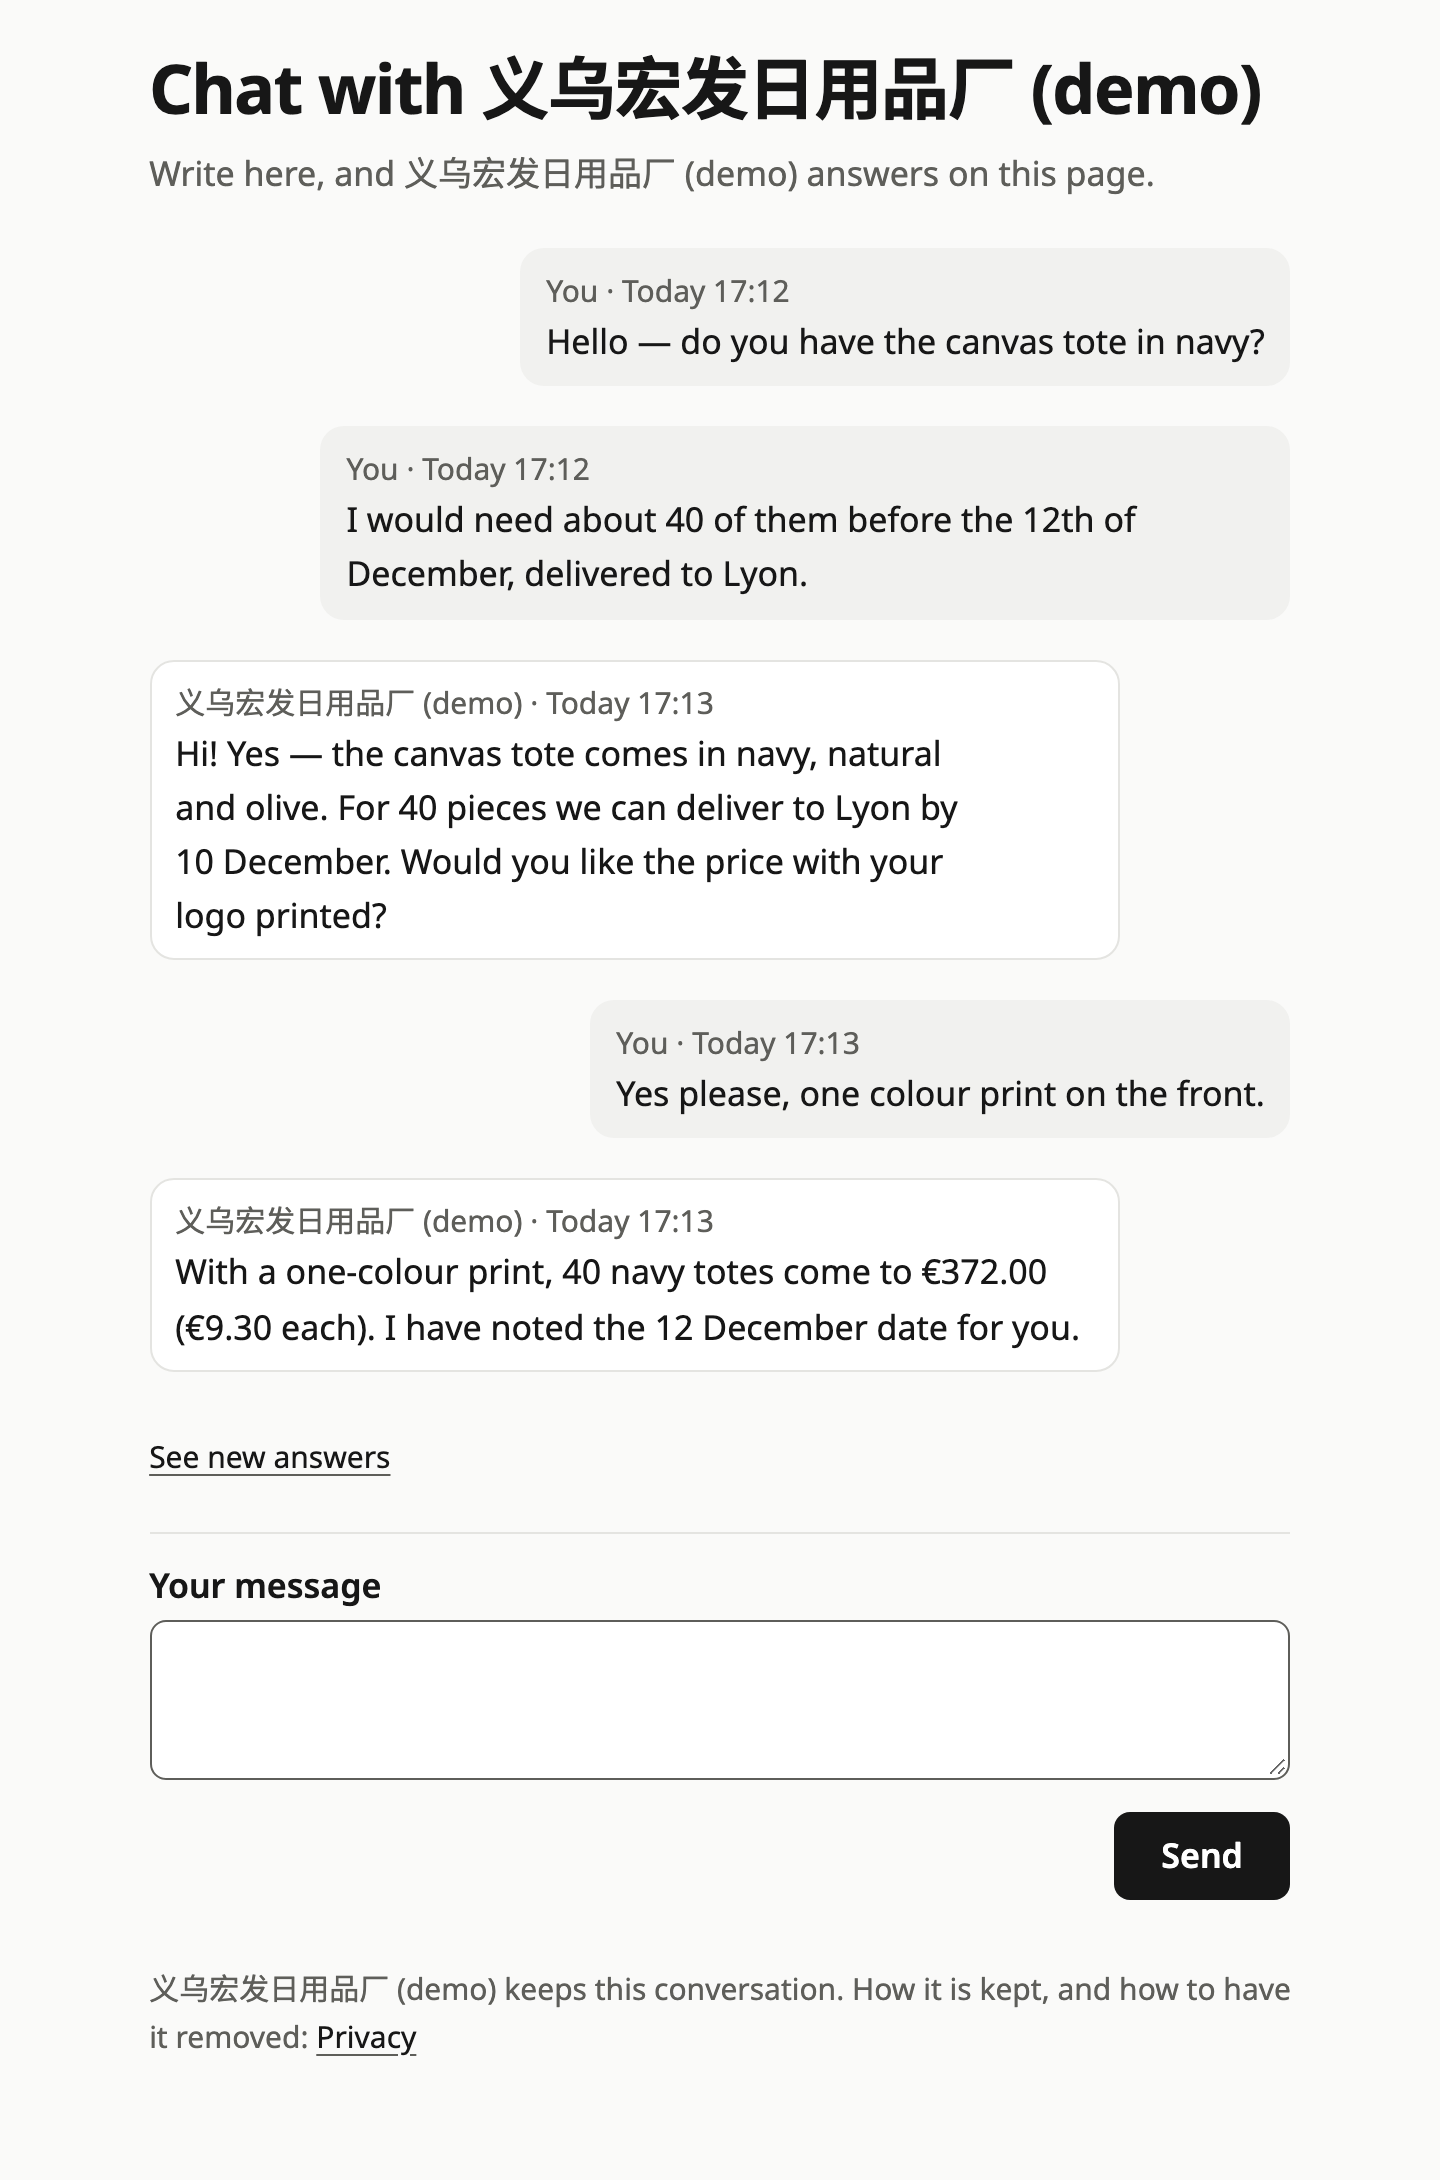 Chat with 义乌宏发日用品厂 (demo)
Write here, and 义乌宏发日用品厂 (demo) answers on this page.
You · Today 17:12
Hello — do you have the canvas tote in navy?
You · Today 17:12
I would need about 40 of them before the 12th of
December, delivered to Lyon.
义乌宏发日用品厂 (demo) · Today 17:13
Hi! Yes — the canvas tote comes in navy, natural
and olive. For 40 pieces we can deliver to Lyon by
10 December. Would you like the price with your
logo printed?
You · Today 17:13
Yes please, one colour print on the front.
义乌宏发日用品厂 (demo) · Today 17:13
With a one-colour print, 40 navy totes come to €372.00
(€9.30 each). I have noted the 12 December date for you.
See new answers
Your message
Send
义乌宏发日用品厂 (demo) keeps this conversation. How it is kept, and how to have
it removed: Privacy